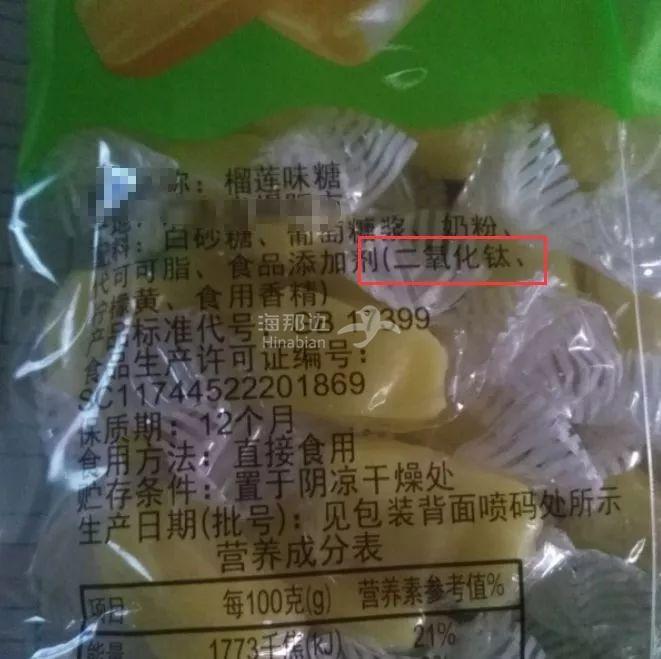 称：榴莲味糖
料：白砂糖、葡萄糖浆、奶粉、
代可可脂、食品添加剂(二氧化钛、
柠檬黄、食用香精)
产品标准代号：GB 17399
食品生产许可证编号：
SC11744522201869
保质期：12个月
食用方法：直接食用
贮存条件：置于阴凉干燥处
生产日期(批号)：见包装背面喷码处所示
营养成分表
项目 每100克(g) 营养素参考值%
能量 1773千焦(kJ) 21%
海那边
Hinabian